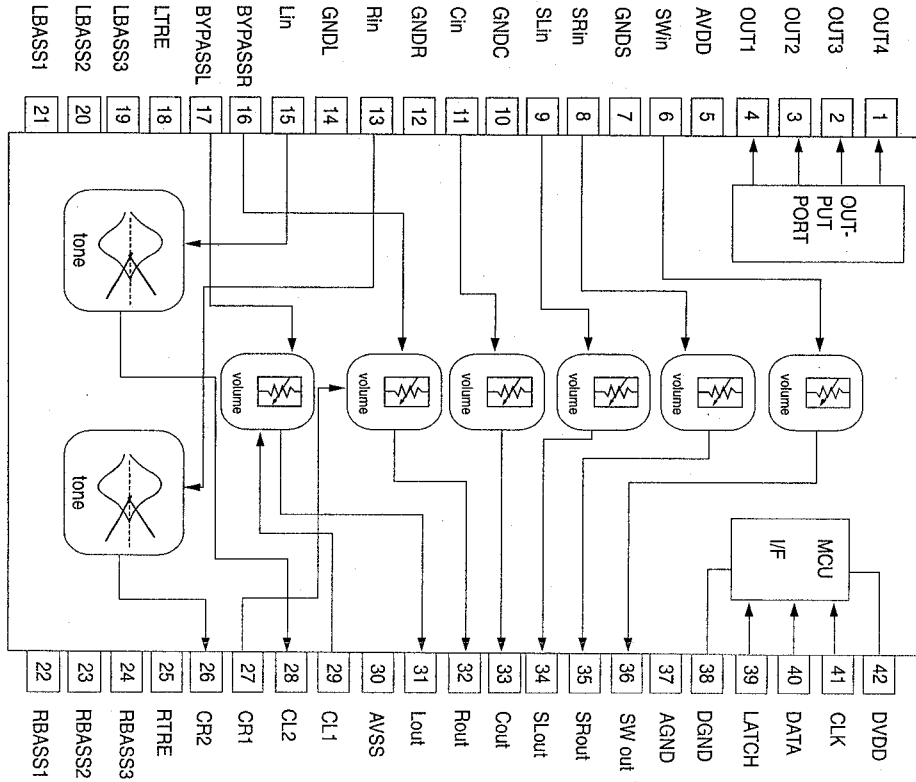 LBASS1
LBASS2
LBASS3
LTRE
BYPASSL
BYPASSR
Lin
GNDL
Rin
GNDR
Cin
GNDC
SLin
SRin
GNDS
SWin
AVDD
OUT1
OUT2
OUT3
OUT4
21
20
19
18
17
16
15
14
13
12
11
10
9
8
7
6
5
4
3
2
1
OUT-
PUT
PORT
tone
volume
volume
volume
volume
volume
volume
tone
MCU
I/F
22
23
24
25
26
27
28
29
30
31
32
33
34
35
36
37
38
39
40
41
42
RBASS1
RBASS2
RBASS3
RTRE
CR2
CR1
CL2
CL1
AVSS
Lout
Rout
Cout
SLout
SRout
SW out
AGND
DGND
LATCH
DATA
CLK
DVDD